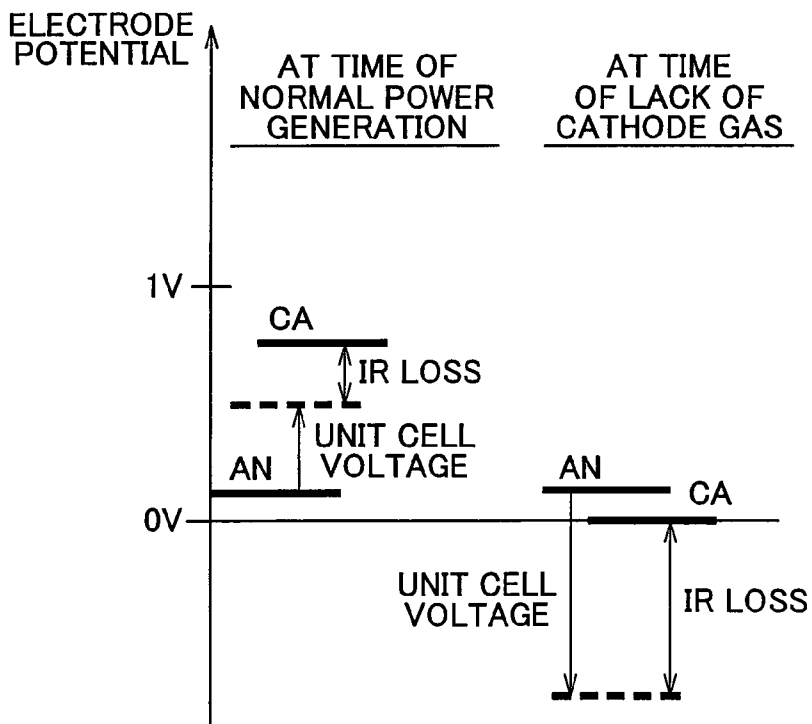 ELECTRODE
POTENTIAL
AT TIME OF
NORMAL POWER
GENERATION
AT TIME
OF LACK OF
CATHODE GAS
1V
CA
IR LOSS
UNIT CELL
VOLTAGE
AN
0V
AN
CA
UNIT CELL
VOLTAGE
IR LOSS